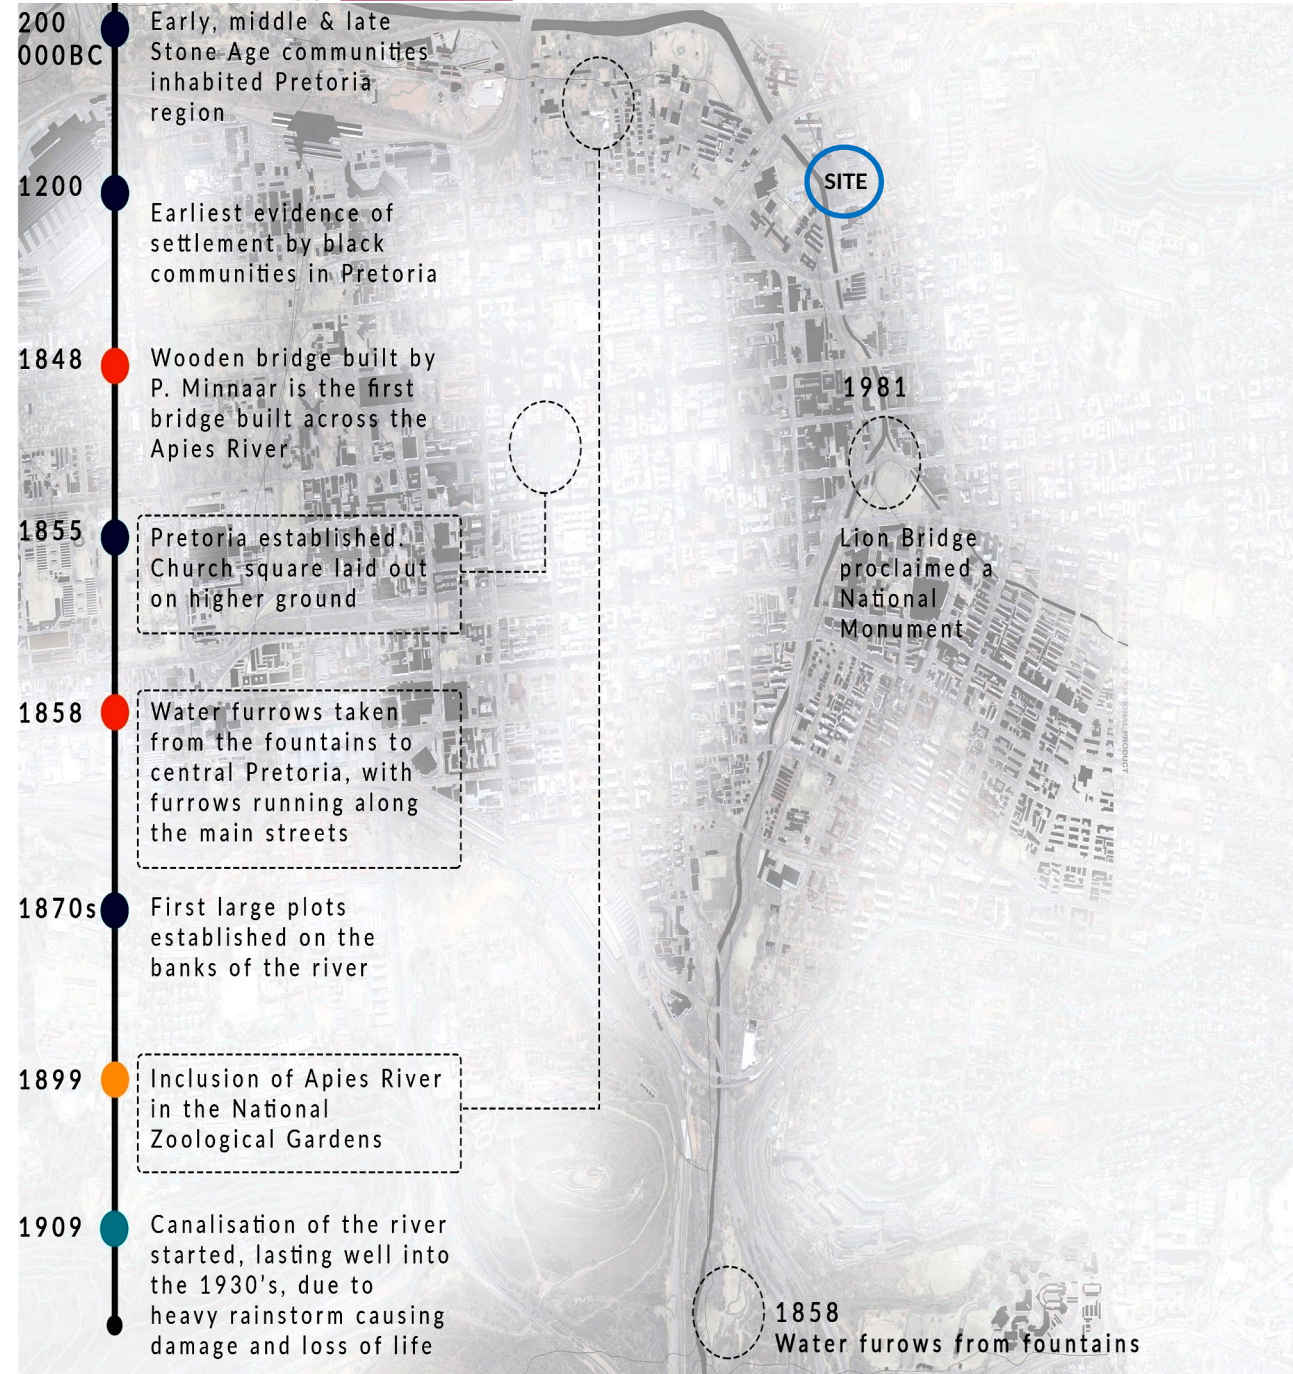 200
000BC
Early, middle & late
Stone Age communities
inhabited Pretoria
region
1200
Earliest evidence of
settlement by black
communities in Pretoria
1848
Wooden bridge built by
P. Minnaar is the first
bridge built across the
Apies River
1855
Pretoria established.
Church square laid out
on higher ground
1858
Water furrows taken
from the fountains to
central Pretoria, with
furrows running along
the main streets
1870s
First large plots
established on the
banks of the river
1899
Inclusion of Apies River
in the National
Zoological Gardens
1909
Canalisation of the river
started, lasting well into
the 1930's, due to
heavy rainstorm causing
damage and loss of life
SITE
1981
Lion Bridge
proclaimed a
National
Monument
1858
Water furows from fountains